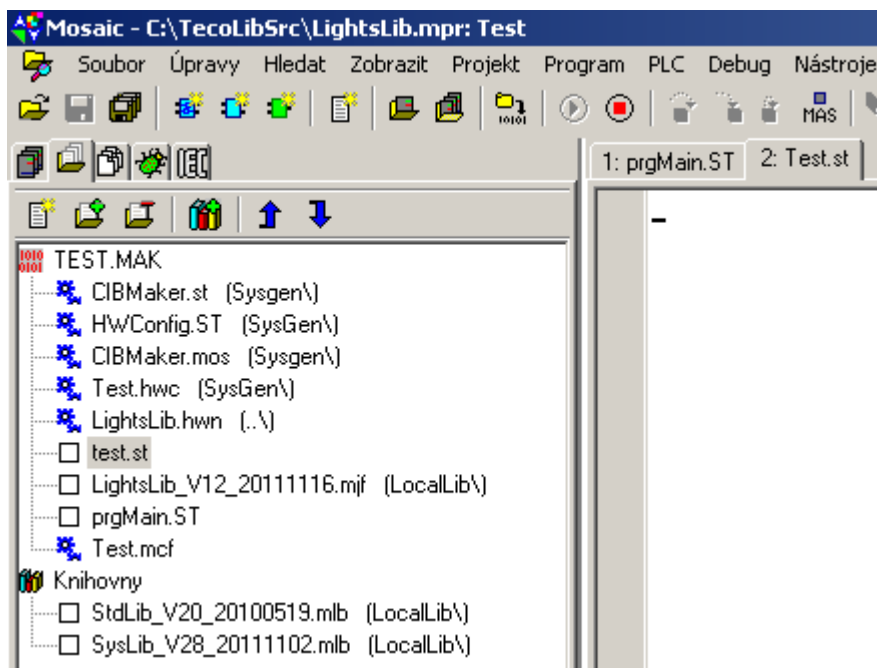 Mosaic - C:\TecoLibSrc\LightsLib.mpr: Test
Soubor Úpravy Hledat Zobrazit Projekt Program PLC Debug Nástroje
MAS
IEC
1: prgMain.ST 2: Test.st
TEST.MAK
CIBMaker.st (Sysgen\)
HWConfig.ST (SysGen\)
CIBMaker.mos (Sysgen\)
Test.hwc (SysGen\)
LightsLib.hwn (..\)
test.st
LightsLib_V12_20111116.mjf (LocalLib\)
prgMain.ST
Test.mcf
Knihovny
StdLib_V20_20100519.mlb (LocalLib\)
SysLib_V28_20111102.mlb (LocalLib\)